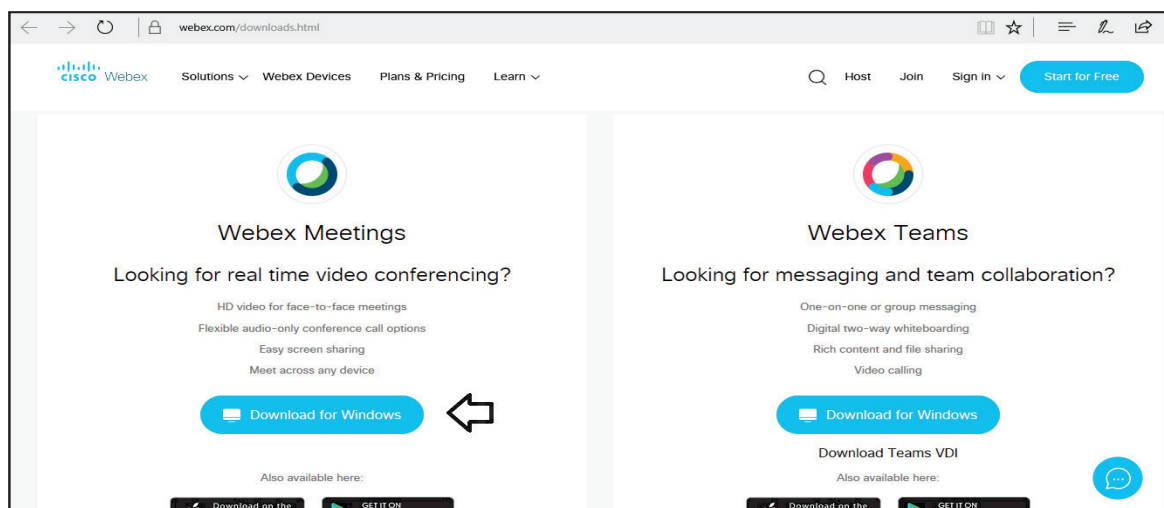 webex.com/downloads.html
cisco Webex Solutions Webex Devices Plans & Pricing Learn Host Join Sign in Start for Free
Webex Meetings
Looking for real time video conferencing?
HD video for face-to-face meetings
Flexible audio-only conference call options
Easy screen sharing
Meet across any device
Download for Windows
Also available here:
Download on the
GET IT ON
Webex Teams
Looking for messaging and team collaboration?
One-on-one or group messaging
Digital two-way whiteboarding
Rich content and file sharing
Video calling
Download for Windows
Download Teams VDI
Also available here:
Download on the
GET IT ON